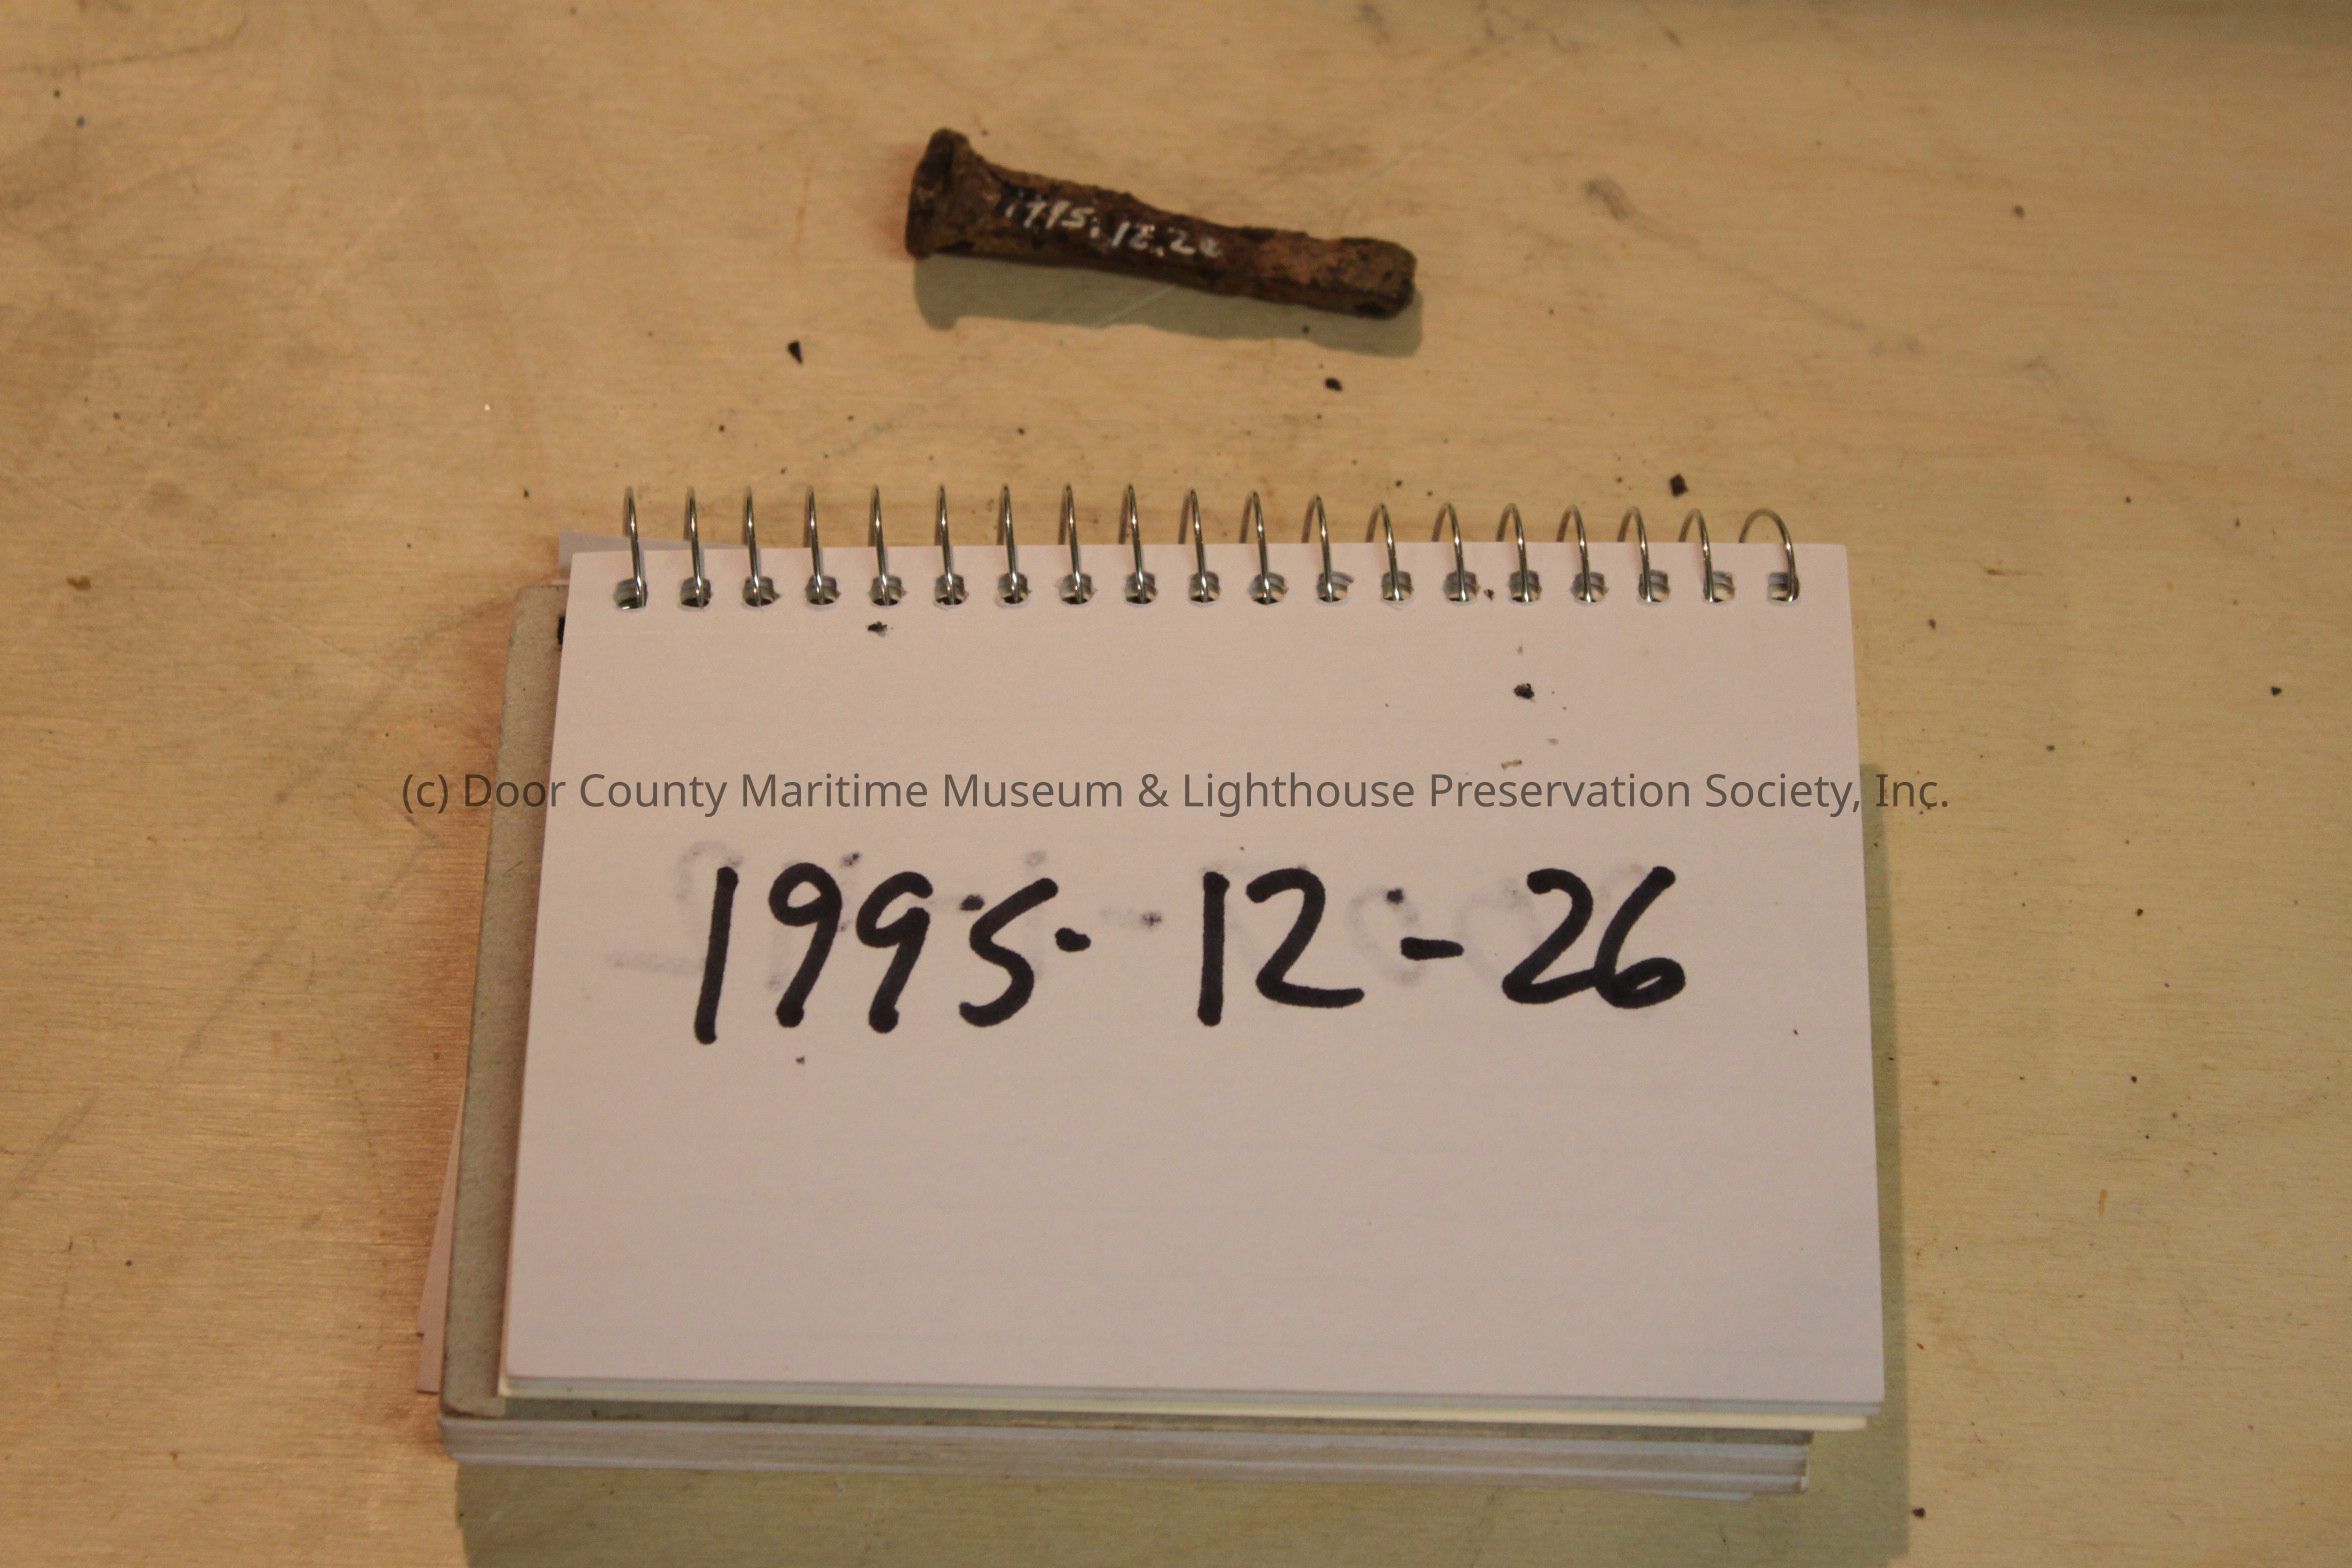 1995.12.26
(c) Door County Maritime Museum & Lighthouse Preservation Society, Inc.
1995- 12-26